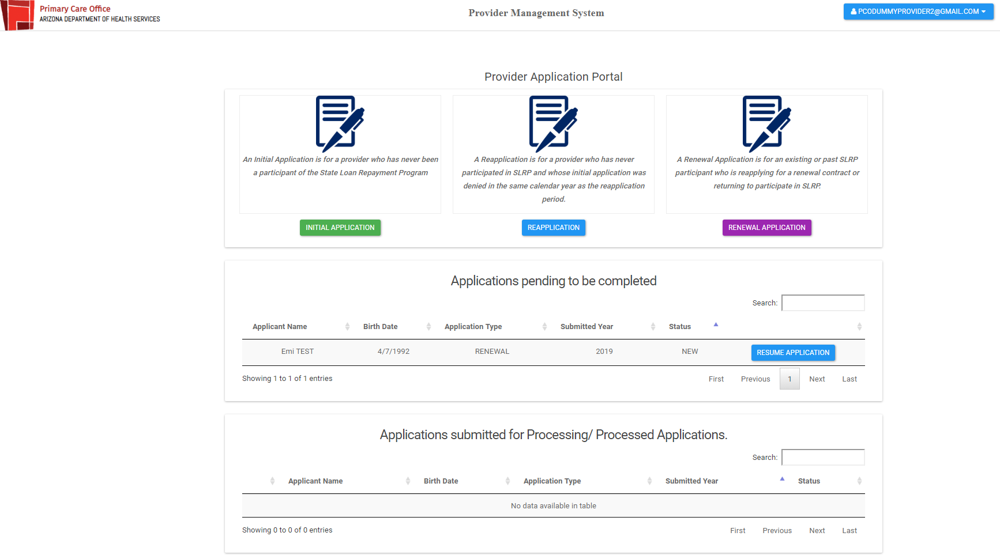 Primary Care Office
ARIZONA DEPARTMENT OF HEALTH SERVICES
Provider Management System
PCODUMMYPROVIDER2@GMAIL.COM
Provider Application Portal
An Initial Application is for a provider who has never been
a participant of the State Loan Repayment Program
INITIAL APPLICATION
A Reapplication is for a provider who has never
participated in SLRP and whose initial application was
denied in the same calendar year as the reapplication
period.
REAPPLICATION
A Renewal Application is for an existing or past SLRP
participant who is reapplying for a renewal contract or
returning to participate in SLRP.
RENEWAL APPLICATION
Applications pending to be completed
Search:
Applicant Name Birth Date Application Type Submitted Year Status
Emi TEST 4/7/1992 RENEWAL 2019 NEW RESUME APPLICATION
Showing 1 to 1 of 1 entries First Previous 1 Next Last
Applications submitted for Processing/ Processed Applications.
Search:
Applicant Name Birth Date Application Type Submitted Year Status
No data available in table
Showing 0 to 0 of 0 entries First Previous Next Last